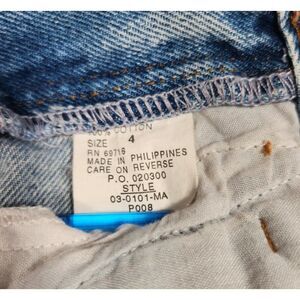 100% COTTON
SIZE 4
RN 69716
MADE IN PHILIPPINES
CARE ON REVERSE
P.O. 020300
STYLE
03-0101-MA
P008